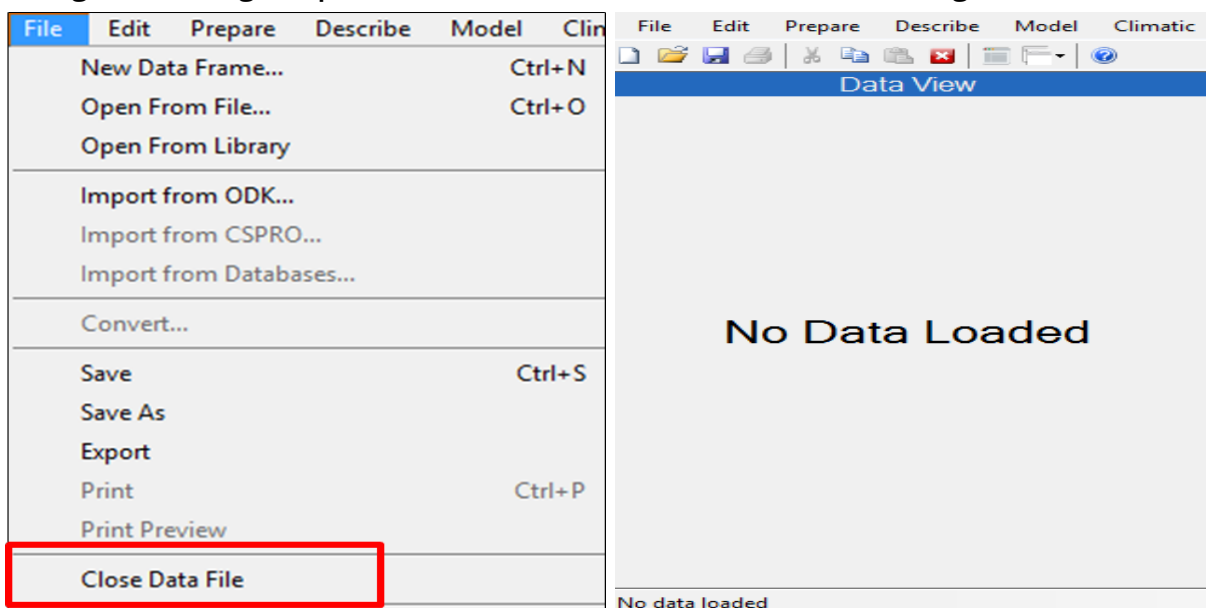 File Edit Prepare Describe Model Clim
New Data Frame... Ctrl+N
Open From File... Ctrl+O
Open From Library
Import from ODK...
Import from CSPRO...
Import from Databases...
Convert...
Save Ctrl+S
Save As
Export
Print Ctrl+P
Print Preview
Close Data File
File Edit Prepare Describe Model Climatic
Data View
No Data Loaded
No data loaded